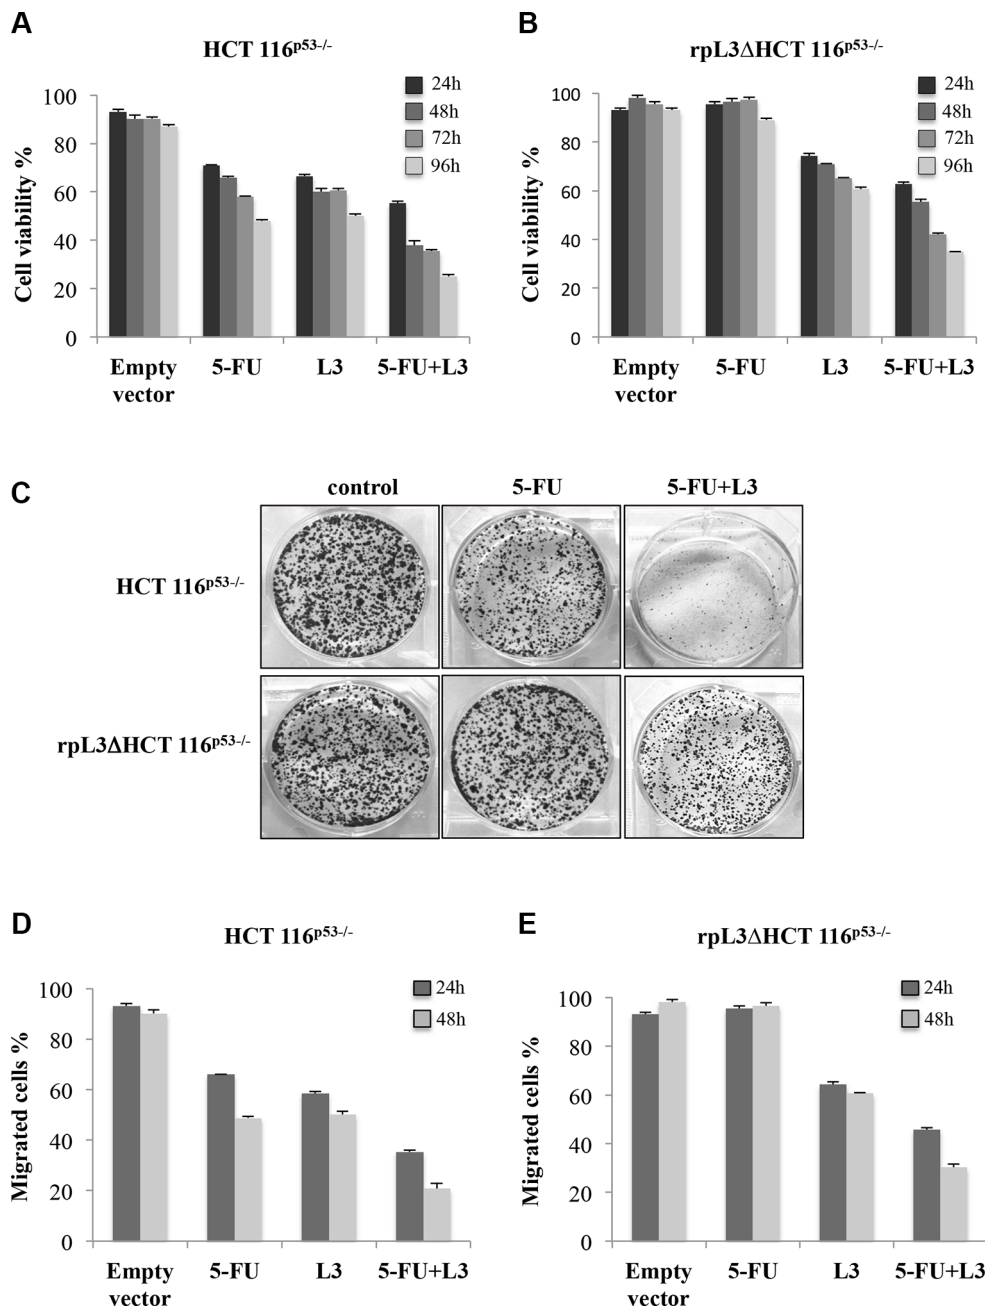 A
HCT 116p53-/-
24h
48h
72h
96h
Cell viability %
100
80
60
40
20
0
Empty vector
5-FU
L3
5-FU+L3
B
rpL3ΔHCT 116p53-/-
24h
48h
72h
96h
Cell viability %
100
80
60
40
20
0
Empty vector
5-FU
L3
5-FU+L3
C
control
5-FU
5-FU+L3
HCT 116p53-/-
rpL3ΔHCT 116p53-/-
D
HCT 116p53-/-
24h
48h
Migrated cells %
100
80
60
40
20
0
Empty vector
5-FU
L3
5-FU+L3
E
rpL3ΔHCT 116p53-/-
24h
48h
Migrated cells %
100
80
60
40
20
0
Empty vector
5-FU
L3
5-FU+L3